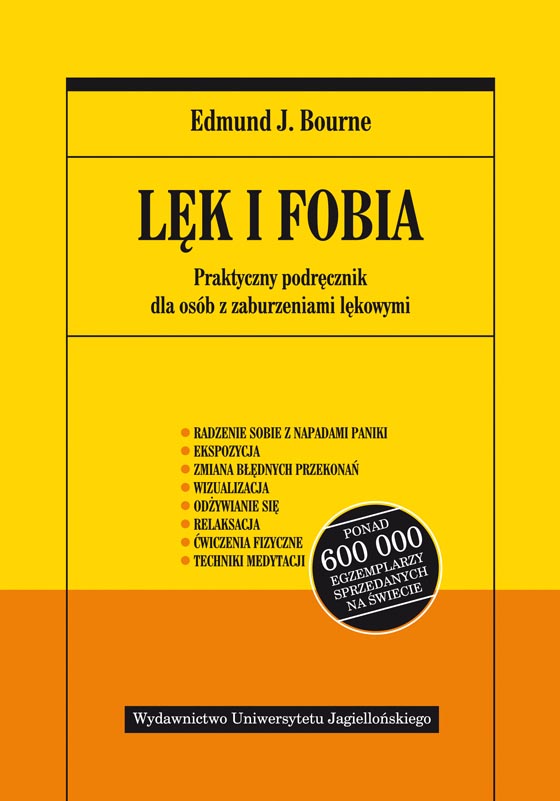 Edmund J. Bourne
LĘK I FOBIA
Praktyczny podręcznik
dla osób z zaburzeniami lękowymi
RADZENIE SOBIE Z NAPADAMI PANIKI
EKSPOZYCJA
ZMIANA BŁĘDNYCH PRZEKONAŃ
WIZUALIZACJA
ODŻYWIANIE SIĘ
RELAKSACJA
ĆWICZENIA FIZYCZNE
TECHNIKI MEDYTACJI
PONAD
600 000
EGZEMPLARZY
SPRZEDANYCH
NA ŚWIECIE
Wydawnictwo Uniwersytetu Jagiellońskiego